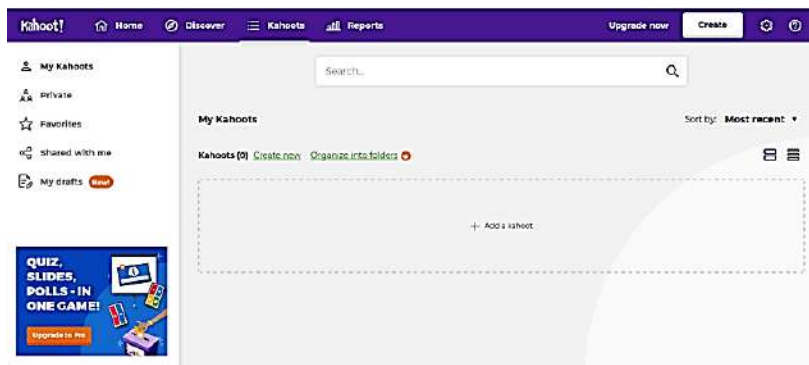 Kahoot! Home Discover Kahoots Reports Upgrade now Create
My Kahoots
Private
Favorites
Shared with me
My drafts New!
QUIZ,
SLIDES,
POLLS - IN
ONE GAME!
Upgrade to Pro
Search...
My Kahoots Sort by: Most recent
Kahoots (0) Create new Organize into folders
+ Add a kahoot